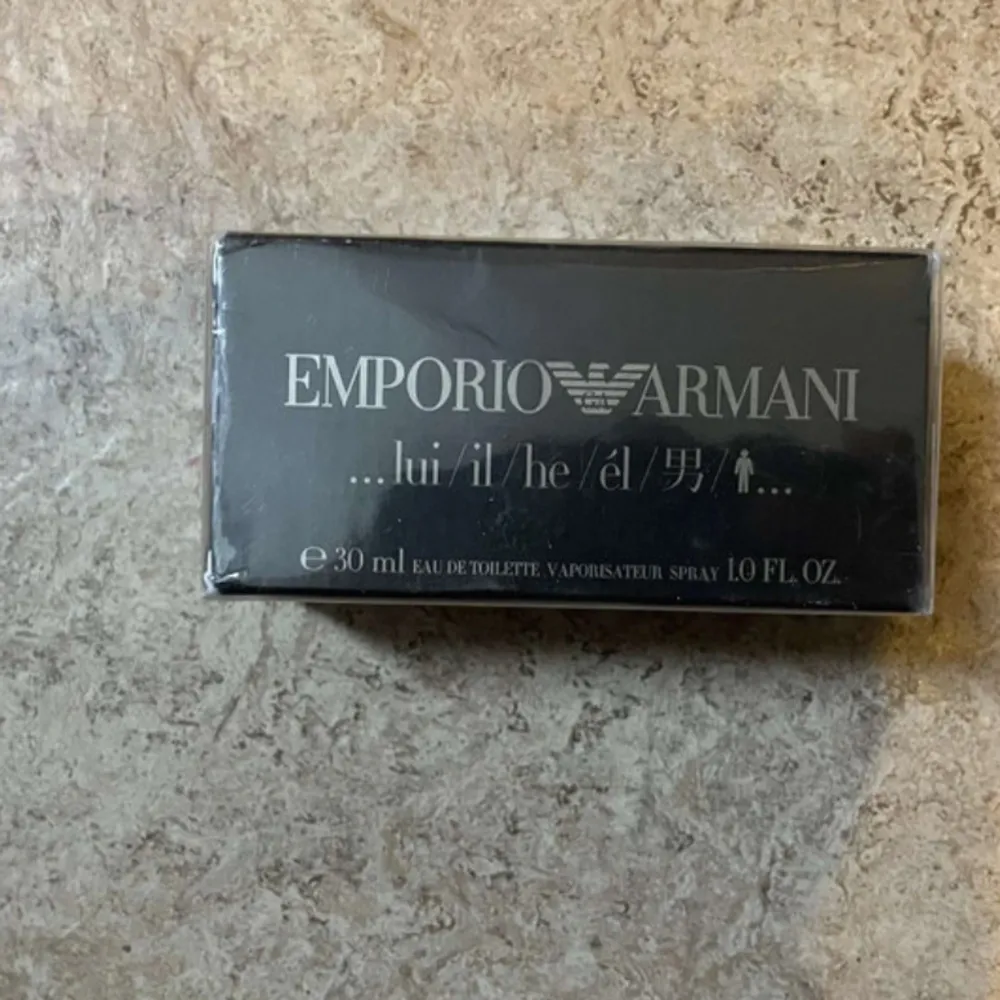 EMPORIO ARMANI
...lui/il/he/él/男/...
℮ 30 ml EAU DE TOILETTE VAPORISATEUR SPRAY 1.0 FL. OZ.